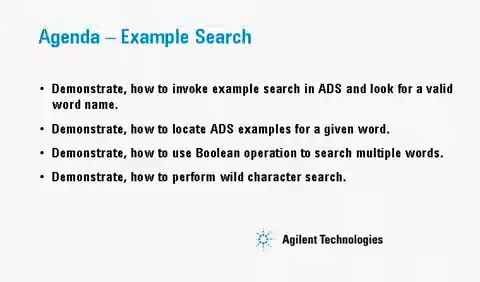 Agenda – Example Search
• Demonstrate, how to invoke example search in ADS and look for a valid
word name.
• Demonstrate, how to locate ADS examples for a given word.
• Demonstrate, how to use Boolean operation to search multiple words.
• Demonstrate, how to perform wild character search.
Agilent Technologies